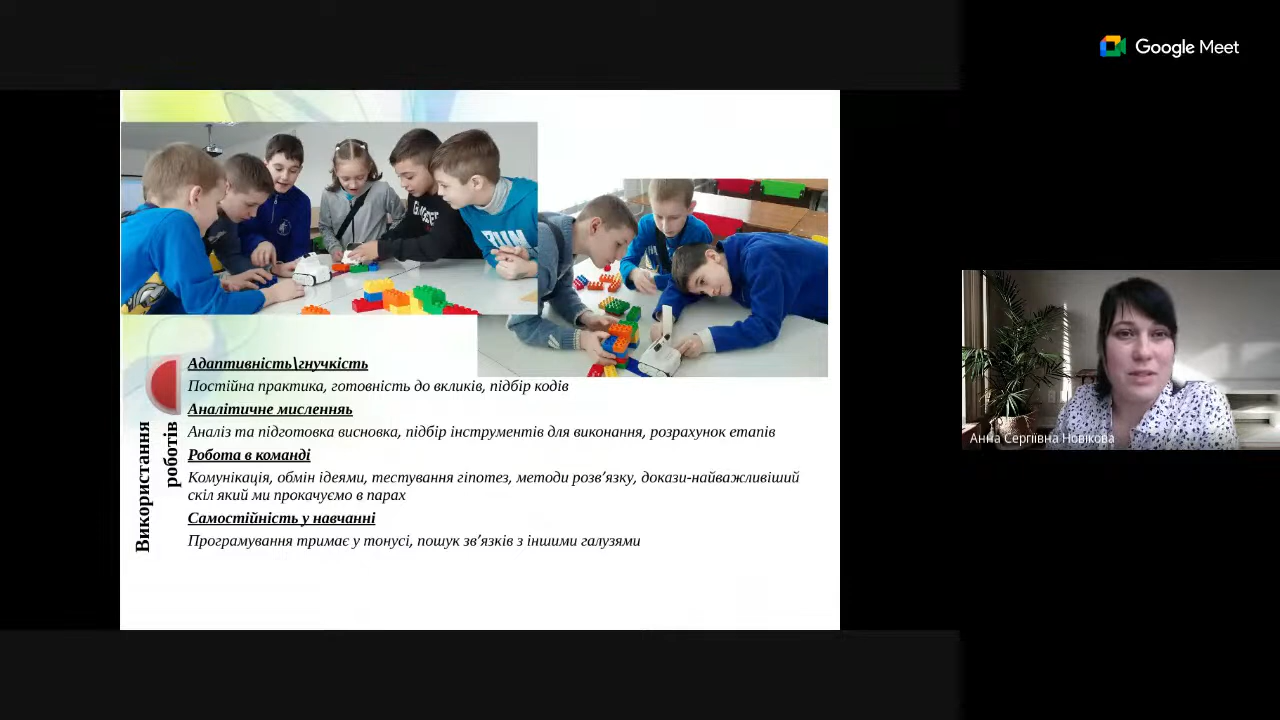 Google Meet
Використання
роботів
Адаптивність\гнучкість
Постійна практика, готовність до вкликів, підбір кодів
Аналітичне мисленняь
Аналіз та підготовка висновка, підбір інструментів для виконання, розрахунок етапів
Робота в команді
Комунікація, обмін ідеями, тестування гіпотез, методи розв’язку, докази-найважливіший
скіл який ми прокачуємо в парах
Самостійність у навчанні
Програмування тримає у тонусі, пошук зв’язків з іншими галузями
Анна Сергіївна Новікова